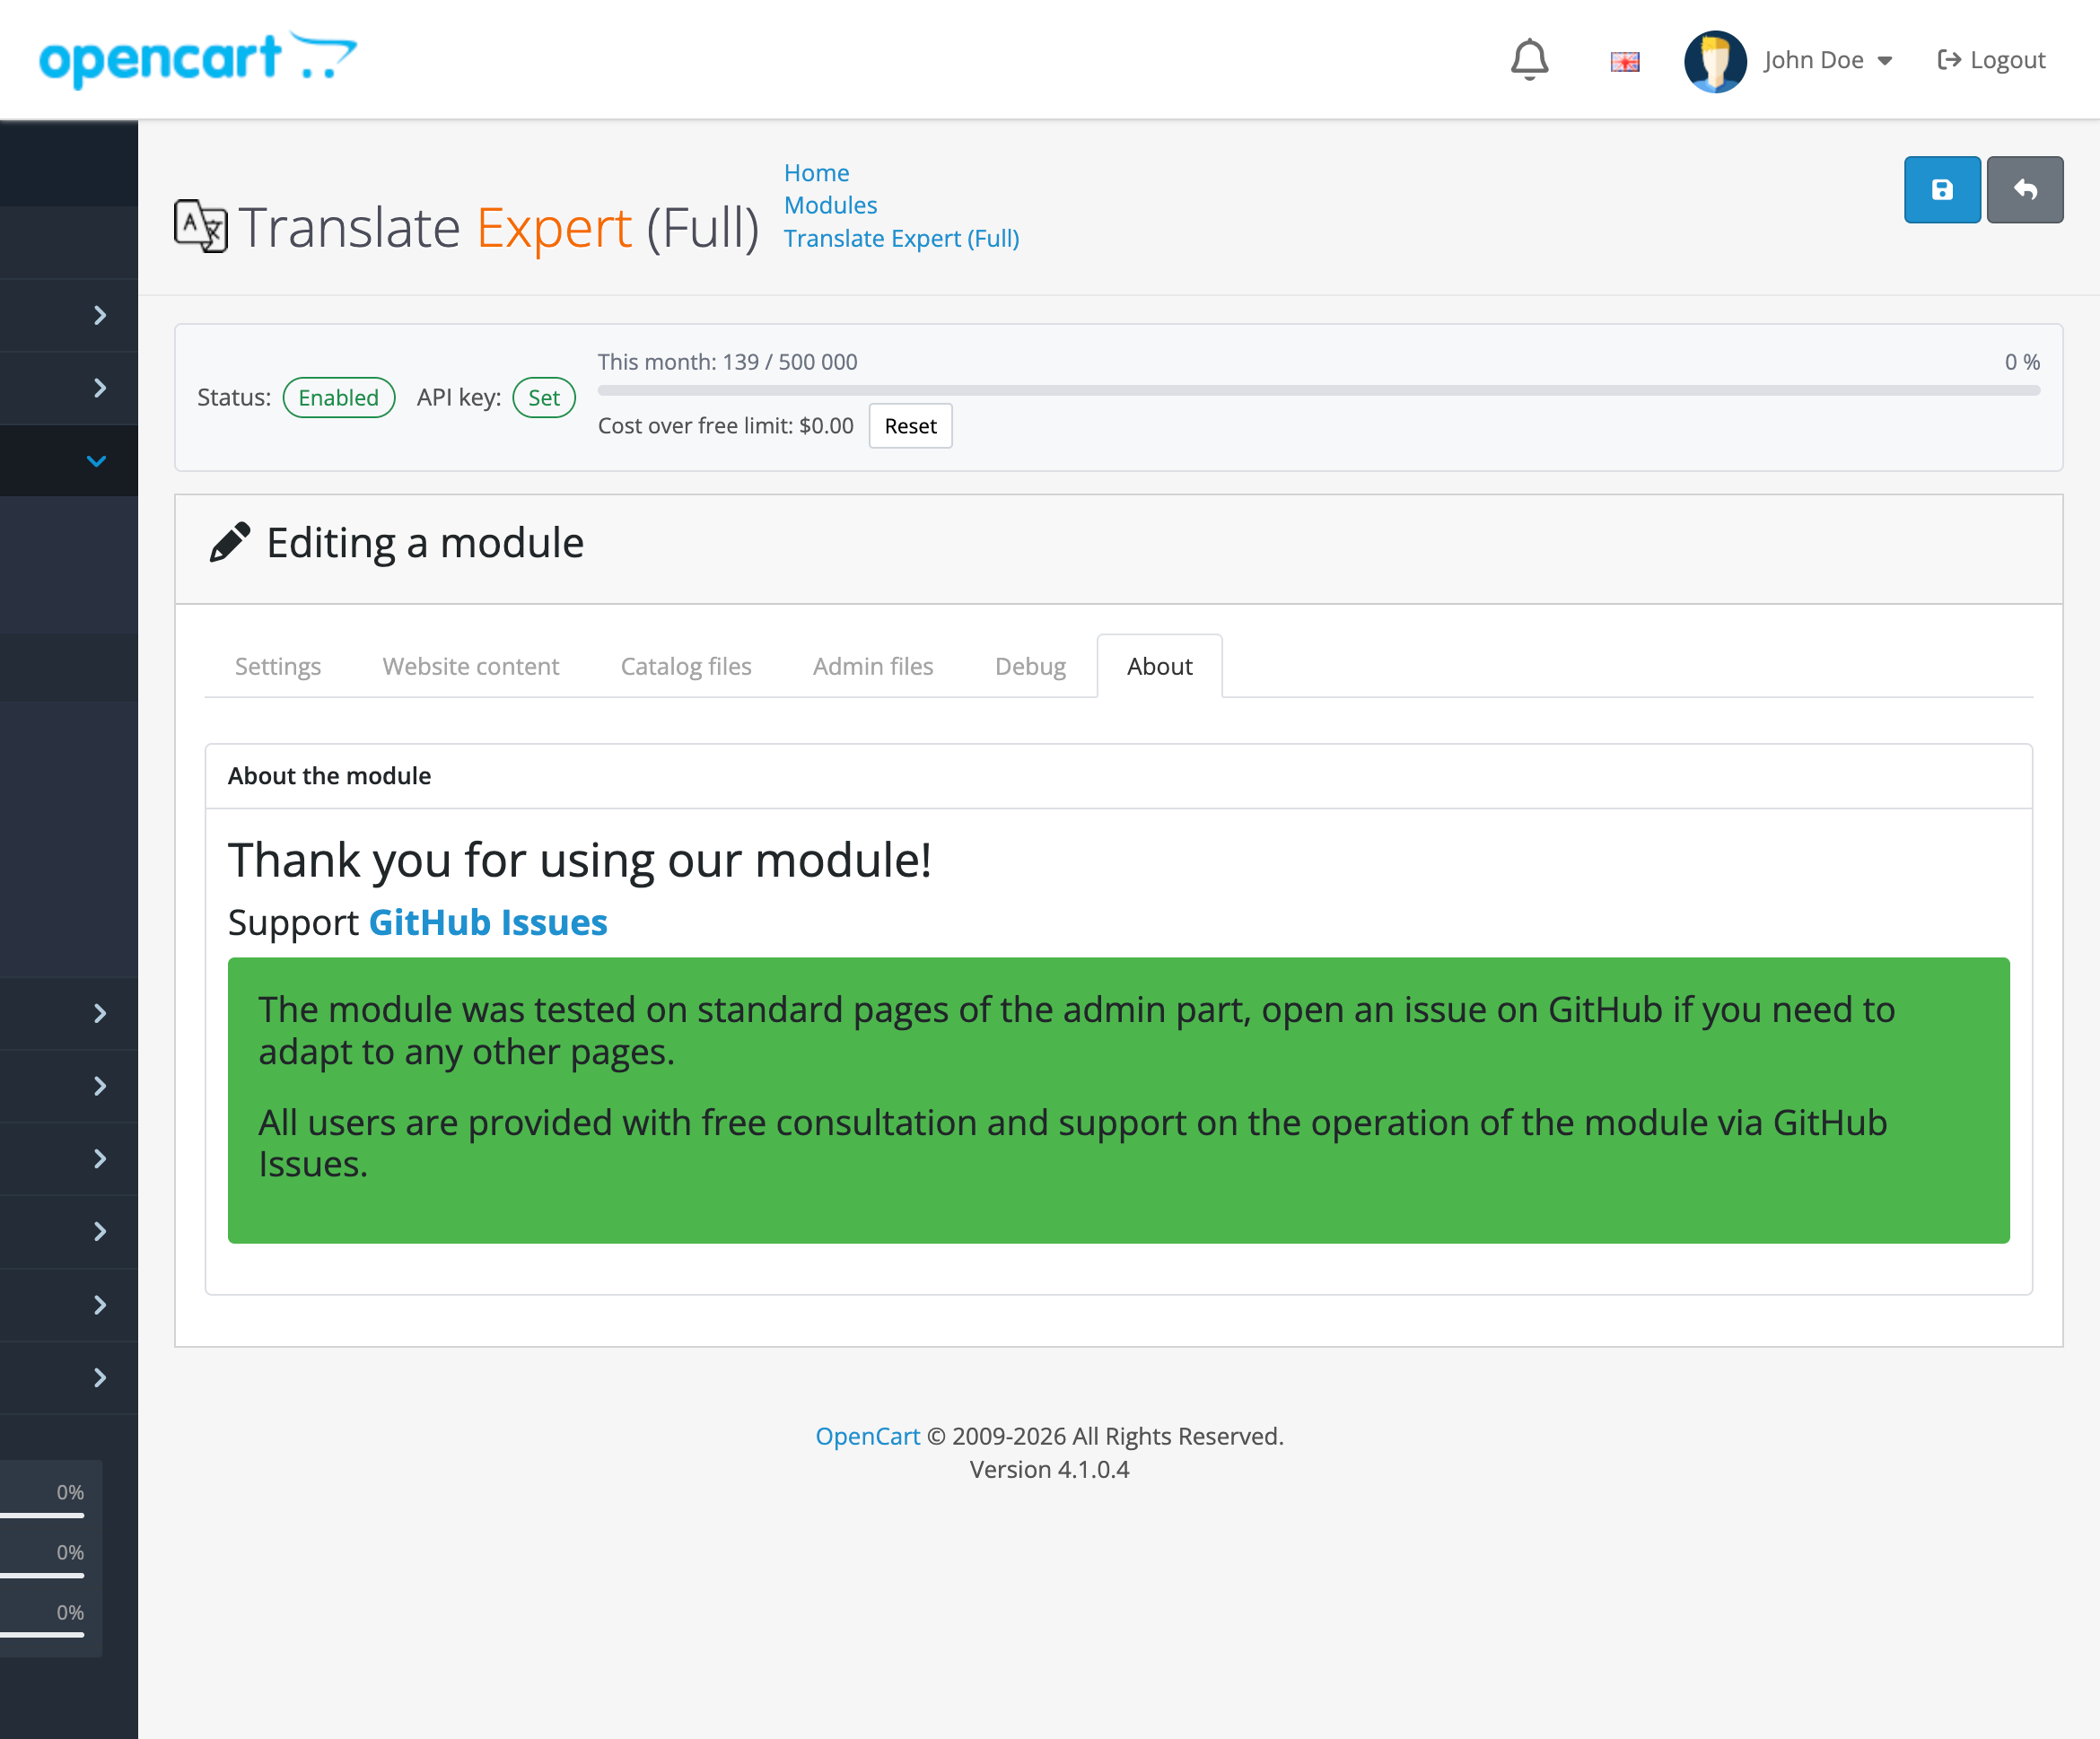 opencart
John Doe
Logout
Translate Expert (Full)
Home
Modules
Translate Expert (Full)
Status: Enabled API key: Set
This month: 139 / 500 000
0 %
Cost over free limit: $0.00 Reset
Editing a module
Settings Website content Catalog files Admin files Debug About
About the module
Thank you for using our module!
Support GitHub Issues
The module was tested on standard pages of the admin part, open an issue on GitHub if you need to
adapt to any other pages.
All users are provided with free consultation and support on the operation of the module via GitHub
Issues.
OpenCart © 2009-2026 All Rights Reserved.
Version 4.1.0.4
0%
0%
0%